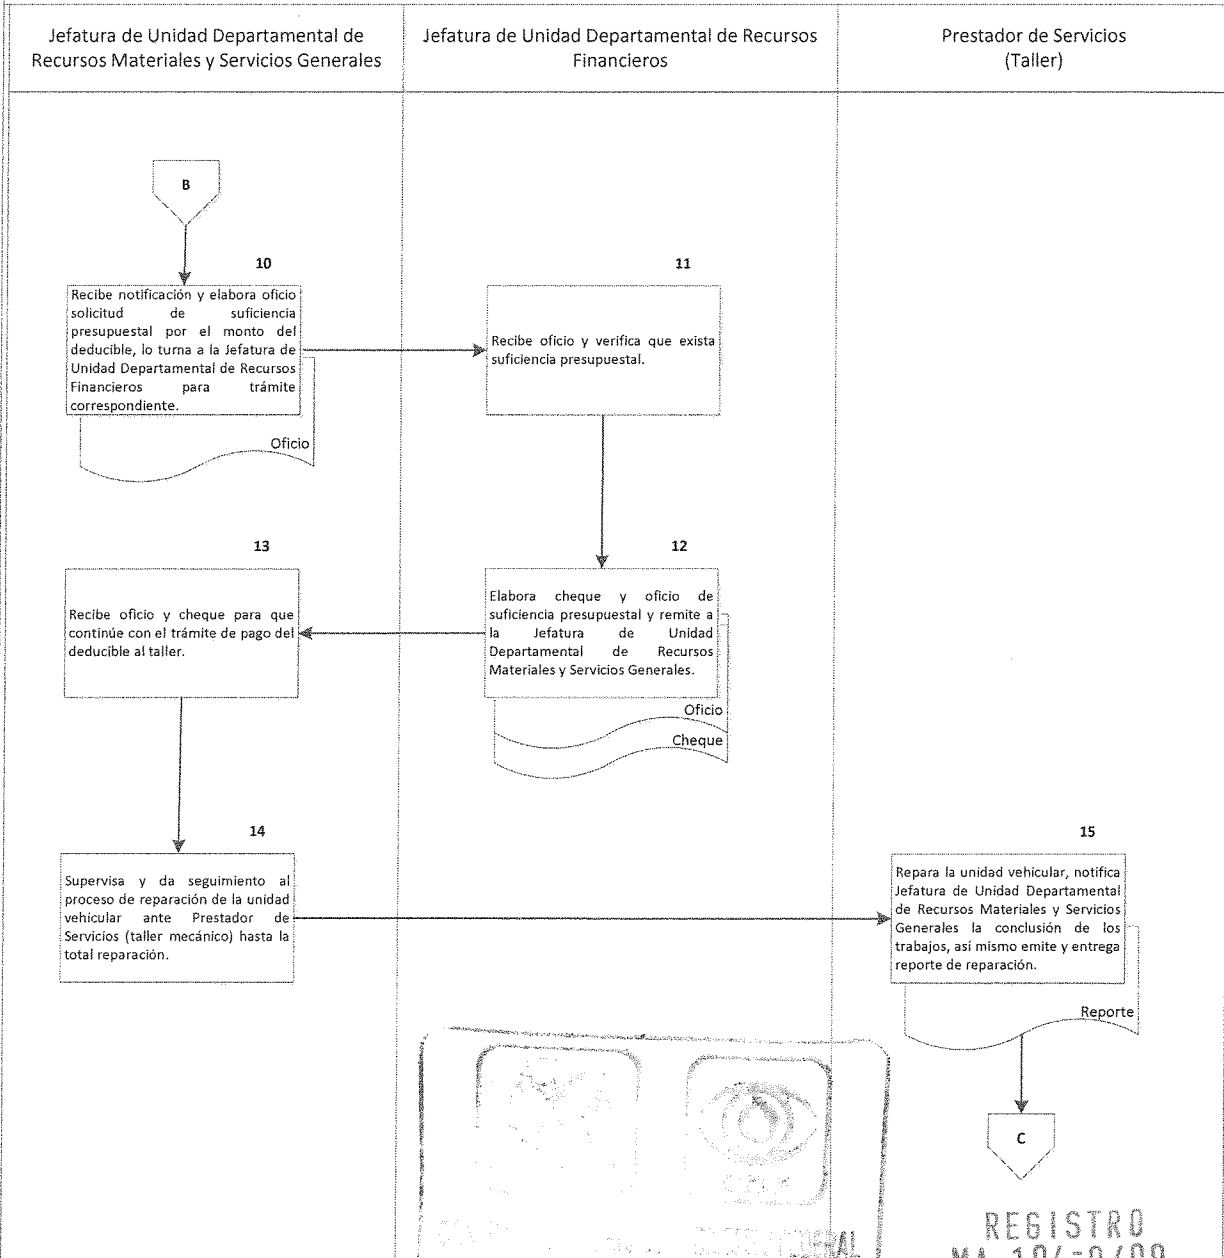 Jefatura de Unidad Departamental de
Recursos Materiales y Servicios Generales
Jefatura de Unidad Departamental de Recursos
Financieros
Prestador de Servicios
(Taller)
B
10
Recibe notificación y elabora oficio
solicitud de suficiencia
presupuestal por el monto del
deducible, lo turna a la Jefatura de
Unidad Departamental de Recursos
Financieros para trámite
correspondiente.
Oficio
11
Recibe oficio y verifica que exista
suficiencia presupuestal.
13
Recibe oficio y cheque para que
continúe con el trámite de pago del
deducible al taller.
12
Elabora cheque y oficio de
suficiencia presupuestal y remite a
la Jefatura de Unidad
Departamental de Recursos
Materiales y Servicios Generales.
Oficio
Cheque
14
Supervisa y da seguimiento al
proceso de reparación de la unidad
vehicular ante Prestador de
Servicios (taller mecánico) hasta la
total reparación.
15
Repara la unidad vehicular, notifica
Jefatura de Unidad Departamental
de Recursos Materiales y Servicios
Generales la conclusión de los
trabajos, así mísmo emite y entrega
reporte de reparación.
Reporte
C
REGISTRO
MA